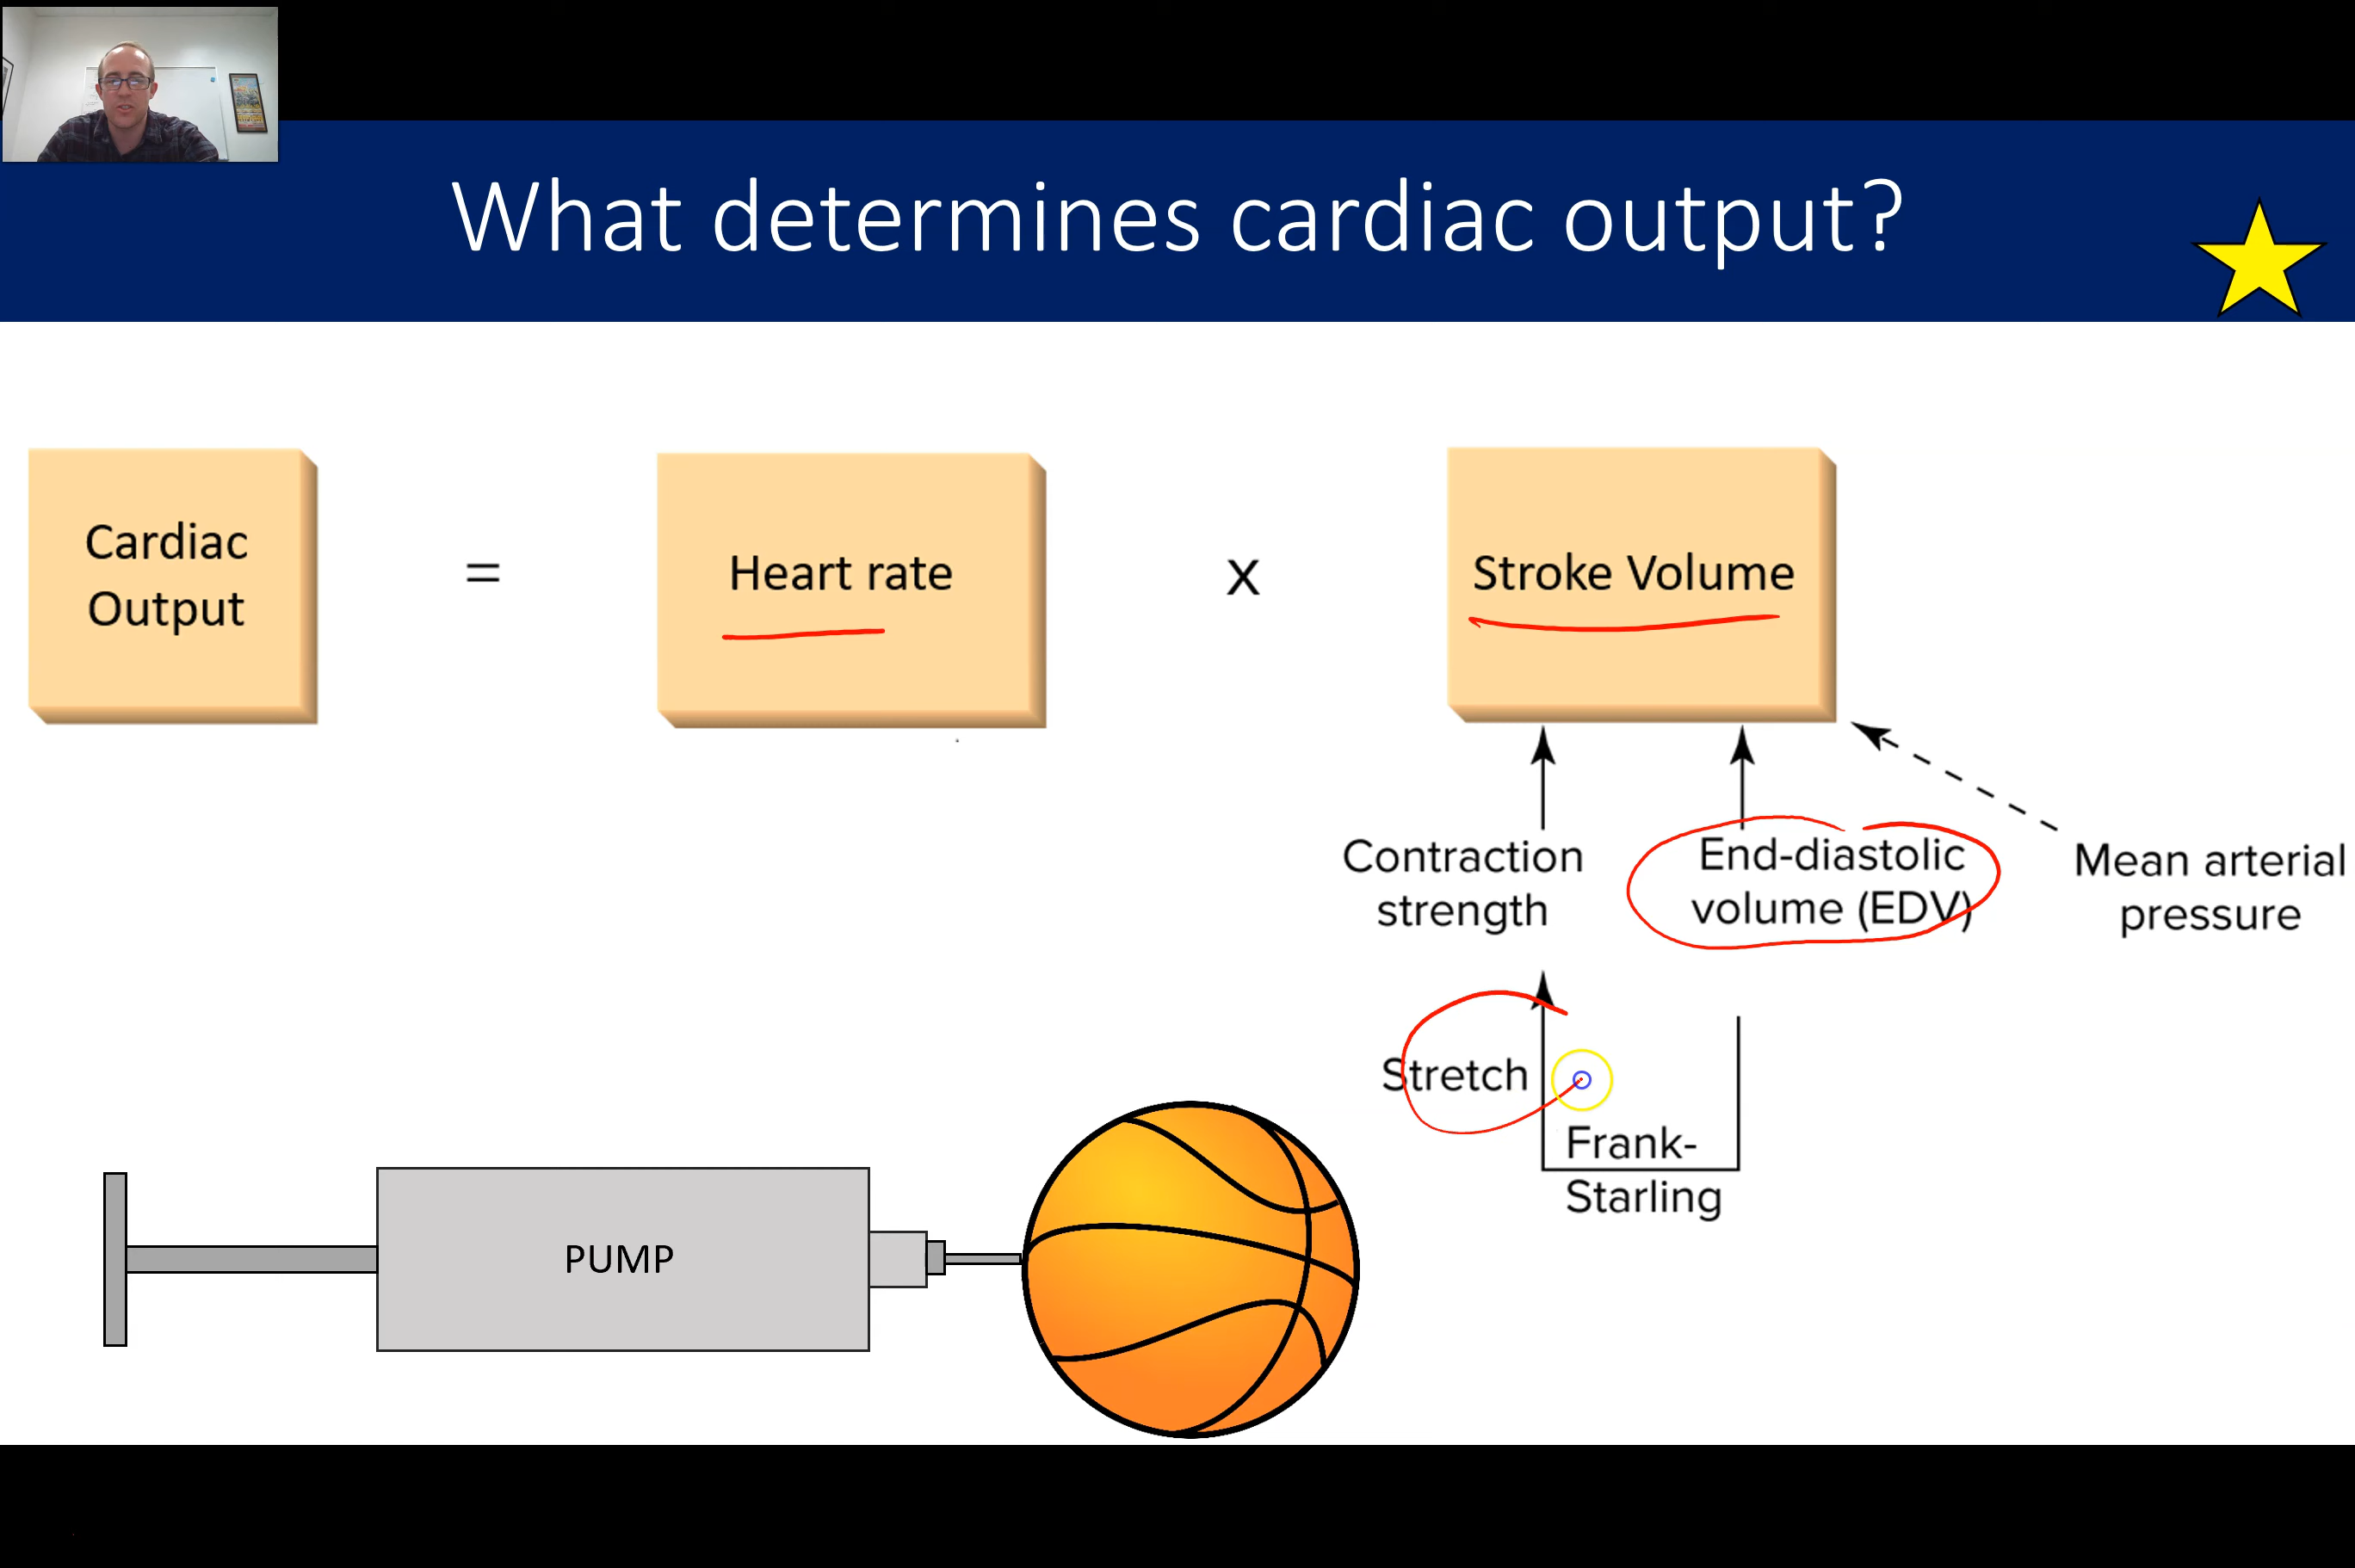 What determines cardiac output?
Cardiac
Output
=
Heart rate
x
Stroke Volume
Contraction
strength
End-diastolic
volume (EDV)
Mean arterial
pressure
Stretch
Frank-
Starling
PUMP